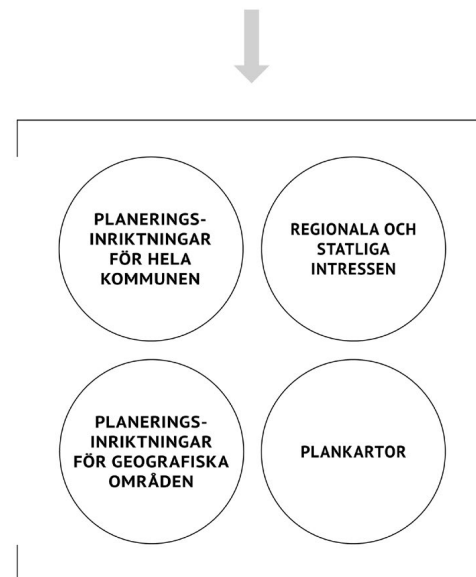 PLANERINGS-
INRIKTNINGAR
FÖR HELA
KOMMUNEN
REGIONALA OCH
STATLIGA
INTRESSEN
PLANERINGS-
INRIKTNINGAR
FÖR GEOGRAFISKA
OMRÅDEN
PLANKARTOR